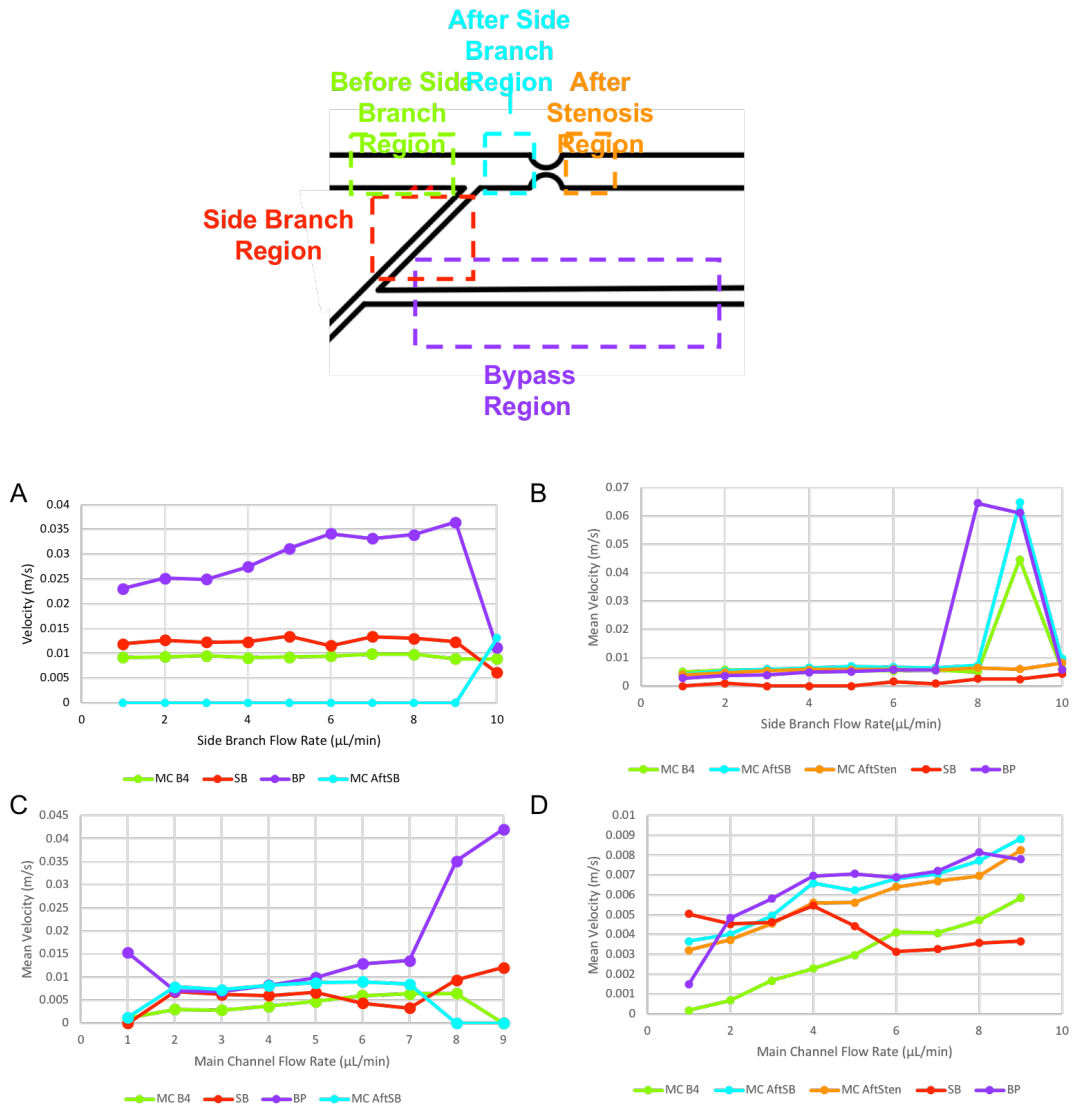 After Side
Branch
Region
Before Side
Branch
Region
After
Stenosis
Region
Side Branch
Region
Bypass
Region
A
0.04
0.035
0.03
0.025
0.02
0.015
0.01
0.005
0
Velocity (m/s)
0 2 4 6 8 10
Side Branch Flow Rate (µL/min)
MC B4 SB BP MC AftSB
B
0.07
0.06
0.05
0.04
0.03
0.02
0.01
0
Mean Velocity (m/s)
0 2 4 6 8 10
Side Branch Flow Rate(µL/min)
MC B4 MC AftSB MC AftSten SB BP
C
0.045
0.04
0.035
0.03
0.025
0.02
0.015
0.01
0.005
0
Mean Velocity (m/s)
0 1 2 3 4 5 6 7 8 9
Main Channel Flow Rate (µL/min)
MC B4 SB BP MC AftSB
D
0.01
0.009
0.008
0.007
0.006
0.005
0.004
0.003
0.002
0.001
0
Mean Velocity (m/s)
0 2 4 6 8 10
Main Channel Flow Rate (µL/min)
MC B4 MC AftSB MC AftSten SB BP